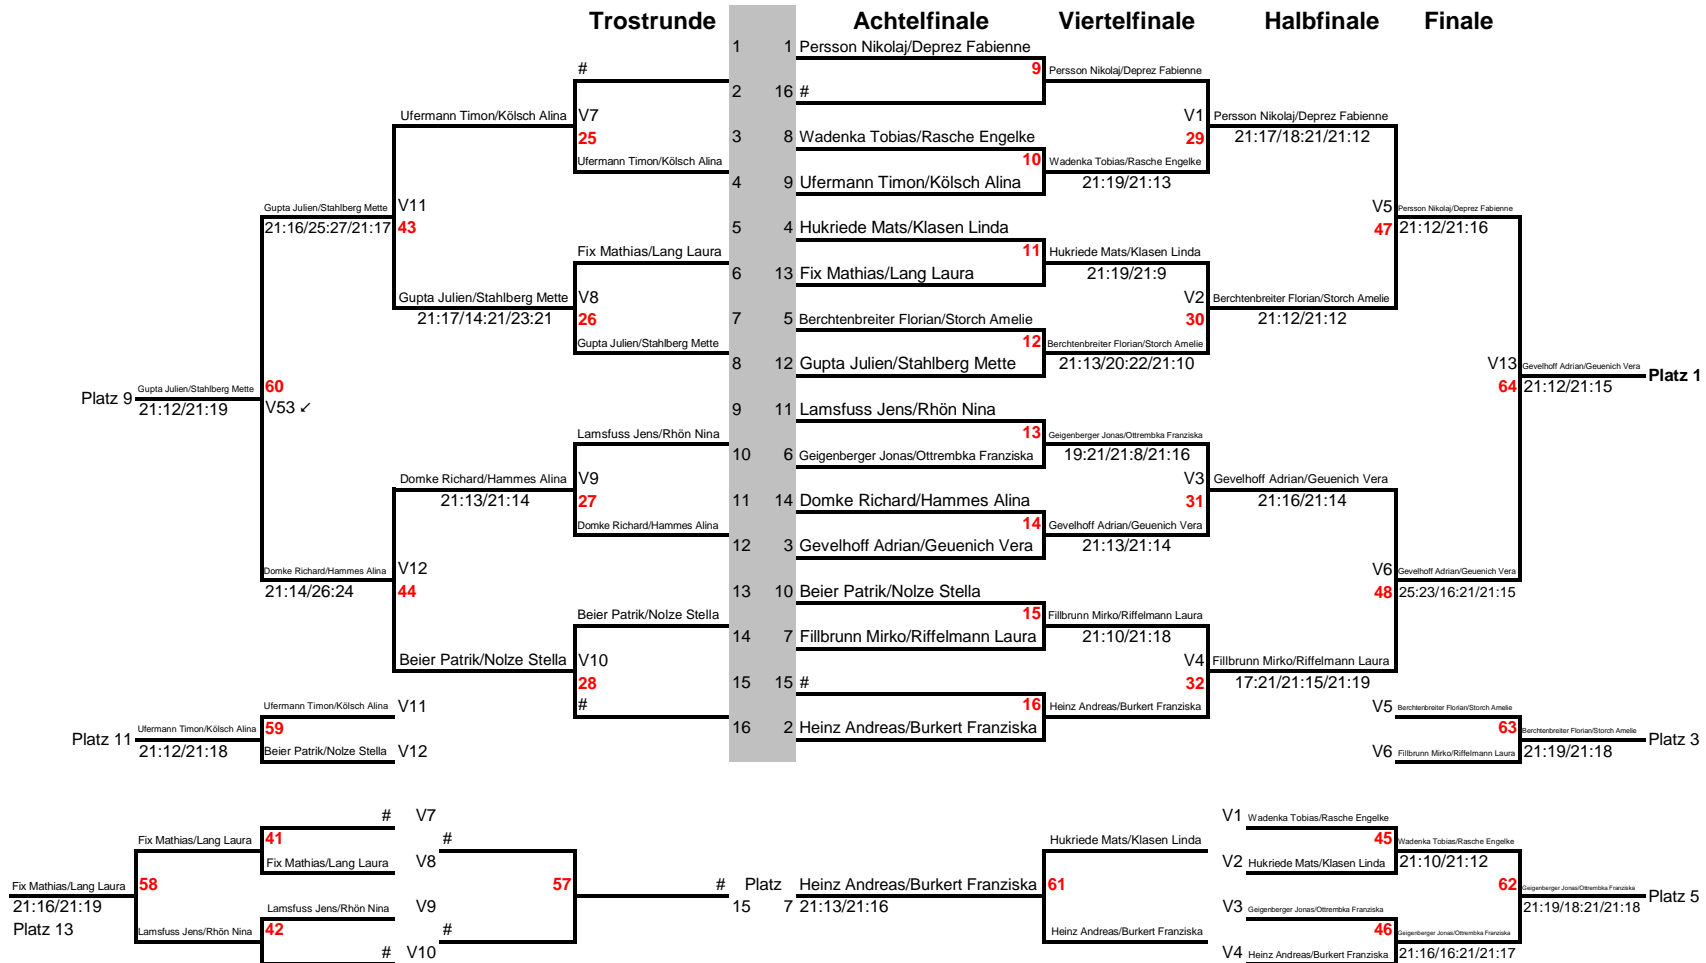 Trostrunde Achtelfinale Viertelfinale Halbfinale Finale
1 1 Persson Nikolaj/Deprez Fabienne
# 9 Persson Nikolaj/Deprez Fabienne
2 16 #
Ufermann Timon/Kölsch Alina V7 V1 Persson Nikolaj/Deprez Fabienne
25 3 8 Wadenka Tobias/Rasche Engelke 29 21:17/18:21/21:12
Ufermann Timon/Kölsch Alina 10 Wadenka Tobias/Rasche Engelke
4 9 Ufermann Timon/Kölsch Alina 21:19/21:13
Gupta Julien/Stahlberg Mette V11 V5 Persson Nikolaj/Deprez Fabienne
21:16/25:27/21:17 43 5 4 Hukriede Mats/Klasen Linda 47 21:12/21:16
Fix Mathias/Lang Laura 11 Hukriede Mats/Klasen Linda
6 13 Fix Mathias/Lang Laura 21:19/21:9
Gupta Julien/Stahlberg Mette V8 V2 Berchtenbreiter Florian/Storch Amelie
21:17/14:21/23:21 26 7 5 Berchtenbreiter Florian/Storch Amelie 30 21:12/21:12
Gupta Julien/Stahlberg Mette 12 Berchtenbreiter Florian/Storch Amelie
8 12 Gupta Julien/Stahlberg Mette 21:13/20:22/21:10
V13 Gevelhoff Adrian/Geuenich Vera Platz 1
Platz 9 Gupta Julien/Stahlberg Mette 60 64 21:12/21:15
21:12/21:19 V53 ↙ 9 11 Lamsfuss Jens/Rhön Nina
Lamsfuss Jens/Rhön Nina 13 Geigenberger Jonas/Ottrembka Franziska
10 6 Geigenberger Jonas/Ottrembka Franziska 19:21/21:8/21:16
Domke Richard/Hammes Alina V9 V3 Gevelhoff Adrian/Geuenich Vera
21:13/21:14 27 11 14 Domke Richard/Hammes Alina 31 21:16/21:14
Domke Richard/Hammes Alina 14 Gevelhoff Adrian/Geuenich Vera
12 3 Gevelhoff Adrian/Geuenich Vera 21:13/21:14
Domke Richard/Hammes Alina V12 V6 Gevelhoff Adrian/Geuenich Vera
21:14/26:24 44 13 10 Beier Patrik/Nolze Stella 48 25:23/16:21/21:15
Beier Patrik/Nolze Stella 15 Fillbrunn Mirko/Riffelmann Laura
14 7 Fillbrunn Mirko/Riffelmann Laura 21:10/21:18
Beier Patrik/Nolze Stella V10 V4 Fillbrunn Mirko/Riffelmann Laura
28 15 15 # 32 17:21/21:15/21:19
Ufermann Timon/Kölsch Alina V11 # 16 Heinz Andreas/Burkert Franziska V5 Berchtenbreiter Florian/Storch Amelie
Ufermann Timon/Kölsch Alina 59 16 2 Heinz Andreas/Burkert Franziska 63 Berchtenbreiter Florian/Storch Amelie
Platz 11 21:12/21:18 Beier Patrik/Nolze Stella V12 V6 Fillbrunn Mirko/Riffelmann Laura 21:19/21:18 Platz 3
# V7 V1 Wadenka Tobias/Rasche Engelke
Fix Mathias/Lang Laura 41 # Hukriede Mats/Klasen Linda 45 Wadenka Tobias/Rasche Engelke
Fix Mathias/Lang Laura V8 V2 Hukriede Mats/Klasen Linda 21:10/21:12
Fix Mathias/Lang Laura 58 57 # Platz Heinz Andreas/Burkert Franziska 61 62 Geigenberger Jonas/Ottrembka Franziska Platz 5
21:16/21:19 15 7 21:13/21:16 21:19/18:21/21:18
Lamsfuss Jens/Rhön Nina V9 V3 Geigenberger Jonas/Ottrembka Franziska
Platz 13 Lamsfuss Jens/Rhön Nina 42 # Heinz Andreas/Burkert Franziska 46 Geigenberger Jonas/Ottrembka Franziska
# V10 V4 Heinz Andreas/Burkert Franziska 21:16/16:21/21:17